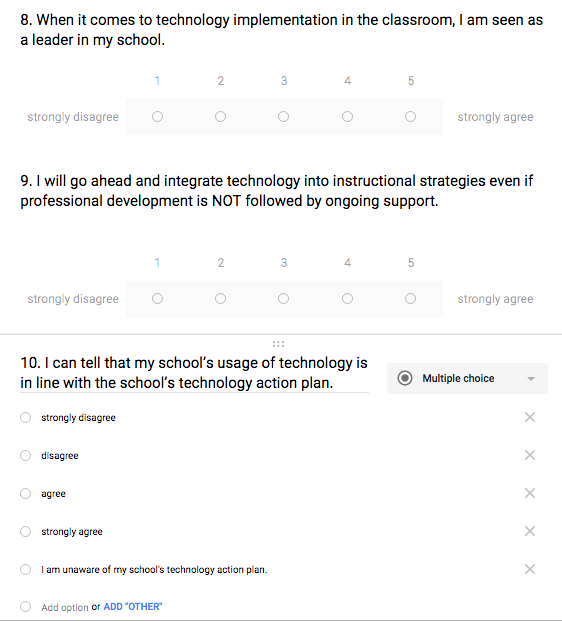 8. When it comes to technology implementation in the classroom, I am seen as
a leader in my school.
1 2 3 4 5
strongly disagree strongly agree
9. I will go ahead and integrate technology into instructional strategies even if
professional development is NOT followed by ongoing support.
1 2 3 4 5
strongly disagree strongly agree
10. I can tell that my school's usage of technology is
in line with the school's technology action plan.
Multiple choice
strongly disagree
disagree
agree
strongly agree
I am unaware of my school's technology action plan.
Add option or ADD "OTHER"